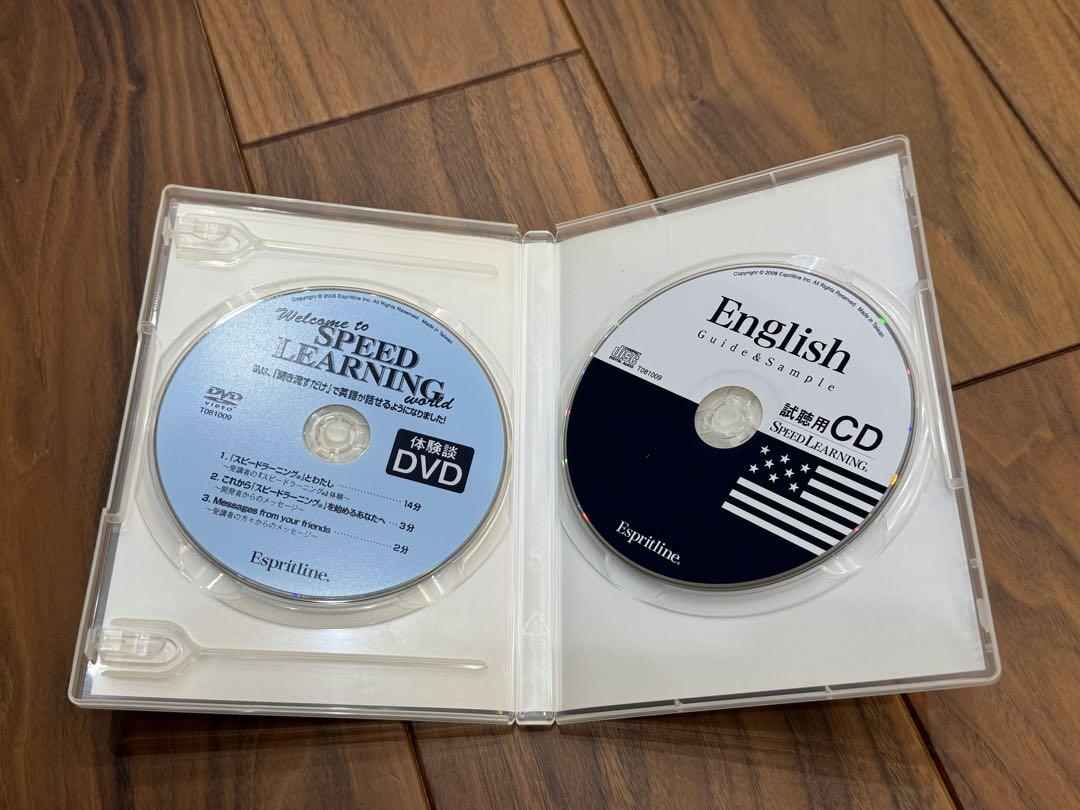 Copyright © 2008 Espritline Inc. All Rights Reserved. Made in Taiwan
Welcome to
SPEED
LEARNING®
world
私は、「聞き流すだけ」で英語が話せるようになりました!
DVD
VIDEO
T081009
体験談
DVD
1.「スピードラーニング®」とわたし 14分
～受講者の『スピードラーニング®』体験～
2. これから「スピードラーニング®」を始めるあなたへ 3分
～開発者からのメッセージ～
3. Messages from your friends 2分
～受講者の方々からのメッセージ～
Espritline®
Copyright © 2008 Espritline Inc. All Rights Reserved. Made in Taiwan
English
Guide & Sample
disc
T081009
試聴用CD
SPEED LEARNING®
Espritline®